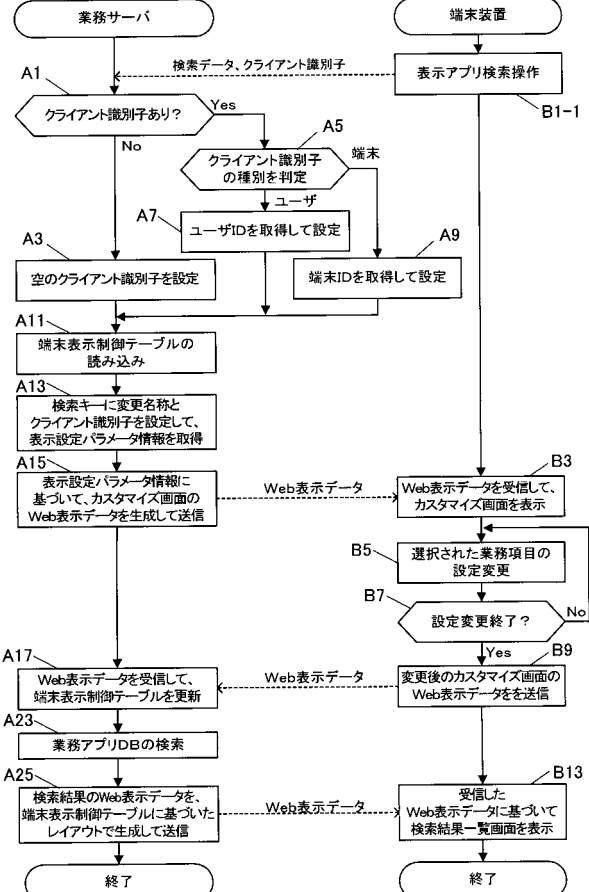 業務サーバ
端末装置
検索データ、クライアント識別子
表示アプリ検索操作
B1-1
A1
クライアント識別子あり?
Yes
No
A5
クライアント識別子
の種別を判定
端末
ユーザ
A7
ユーザIDを取得して設定
A9
端末IDを取得して設定
A3
空のクライアント識別子を設定
A11
端末表示制御テーブルの
読み込み
A13
検索キーに変更名称と
クライアント識別子を設定して、
表示設定パラメータ情報を取得
A15
表示設定パラメータ情報に
基づいて、カスタマイズ画面の
Web表示データを生成して送信
Web表示データ
B3
Web表示データを受信して、
カスタマイズ画面を表示
B5
選択された業務項目の
設定変更
B7
設定変更終了?
No
Yes
B9
変更後のカスタマイズ画面の
Web表示データをを送信
Web表示データ
A17
Web表示データを受信して、
端末表示制御テーブルを更新
A23
業務アプリDBの検索
A25
検索結果のWeb表示データを、
端末表示制御テーブルに基づいた
レイアウトで生成して送信
Web表示データ
B13
受信した
Web表示データに基づいて
検索結果一覧画面を表示
終了
終了